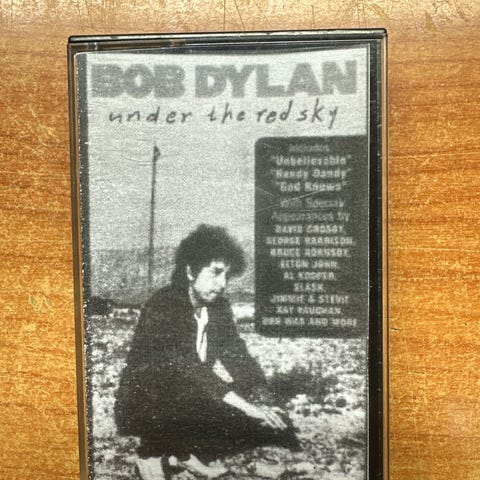 BOB DYLAN
under the red sky
Includes
"Unbelievable"
"Handy Dandy"
"God Knows"
With Special
Appearances by
DAVID CROSBY,
GEORGE HARRISON,
BRUCE HORNSBY,
ELTON JOHN,
AL KOOPER,
SLASH,
JIMMIE & STEVIE
RAY VAUGHAN,
DON WAS AND MORE